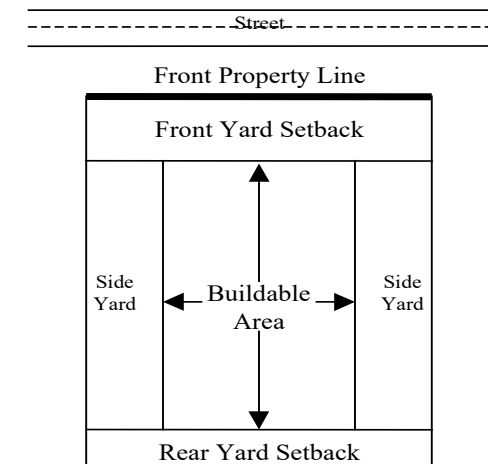 Street
Front Property Line
Front Yard Setback
Side
Yard
Buildable
Area
Side
Yard
Rear Yard Setback